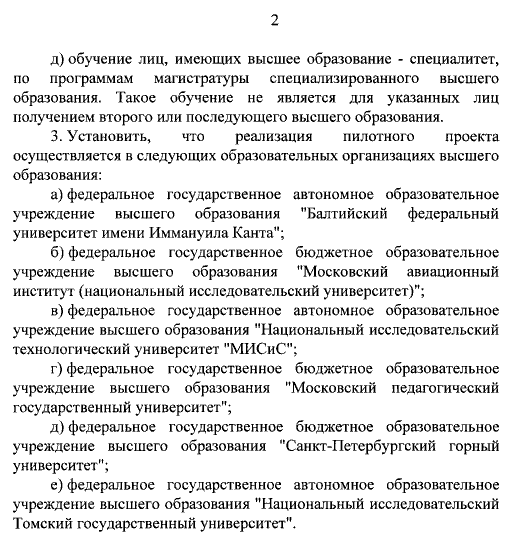 2
д) обучение лиц, имеющих высшее образование - специалитет,
по программам магистратуры специализированного высшего
образования. Такое обучение не является для указанных лиц
получением второго или последующего высшего образования.
3. Установить, что реализация пилотного проекта
осуществляется в следующих образовательных организациях высшего
образования:
а) федеральное государственное автономное образовательное
учреждение высшего образования "Балтийский федеральный
университет имени Иммануила Канта";
б) федеральное государственное бюджетное образовательное
учреждение высшего образования "Московский авиационный
институт (национальный исследовательский университет)";
в) федеральное государственное автономное образовательное
учреждение высшего образования "Национальный исследовательский
технологический университет "МИСиС";
г) федеральное государственное бюджетное образовательное
учреждение высшего образования "Московский педагогический
государственный университет";
д) федеральное государственное бюджетное образовательное
учреждение высшего образования "Санкт-Петербургский горный
университет";
е) федеральное государственное автономное образовательное
учреждение высшего образования "Национальный исследовательский
Томский государственный университет".